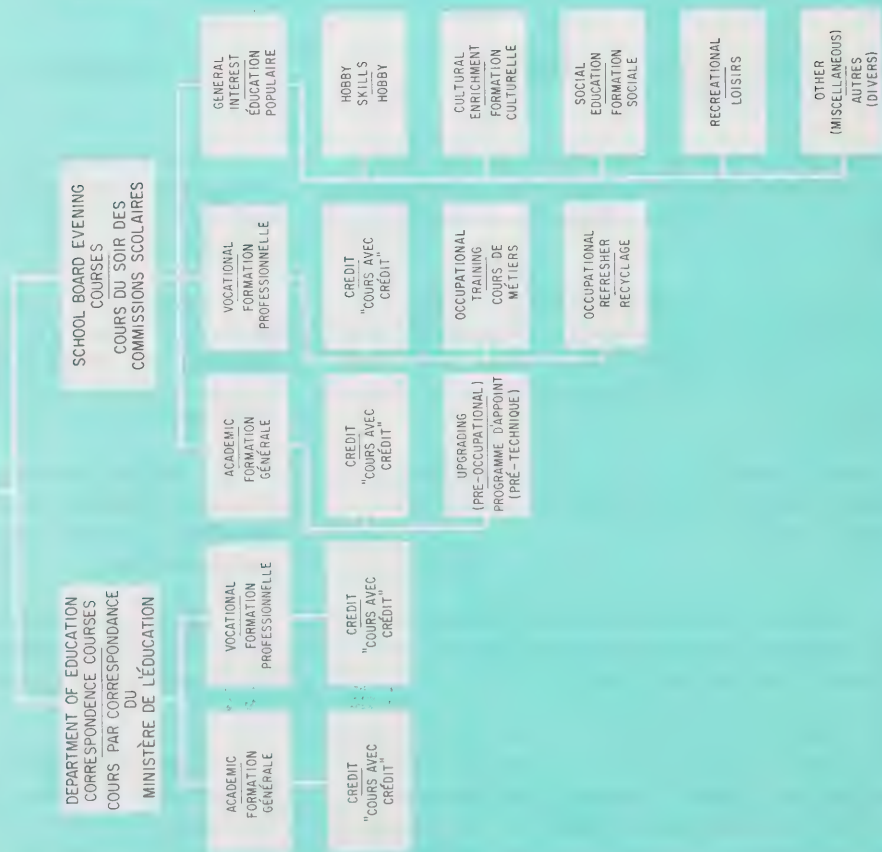 DEPARTMENT OF EDUCATION
CORRESPONDENCE COURSES
COURS PAR CORRESPONDANCE
DU
MINISTÈRE DE L'ÉDUCATION
ACADEMIC
FORMATION
GÉNÉRALE
CREDIT
"COURS AVEC
CRÉDIT"
VOCATIONAL
FORMATION
PROFESSIONNELLE
CREDIT
"COURS AVEC
CRÉDIT"
SCHOOL BOARD EVENING
COURSES
COURS DU SOIR DES
COMMISSIONS SCOLAIRES
ACADEMIC
FORMATION
GÉNÉRALE
CREDIT
"COURS AVEC
CRÉDIT"
UPGRADING
(PRE-OCCUPATIONAL)
PROGRAMME D'APPOINT
(PRÉ-TECHNIQUE)
VOCATIONAL
FORMATION
PROFESSIONNELLE
CREDIT
"COURS AVEC
CRÉDIT"
OCCUPATIONAL
TRAINING
COURS DE
MÉTIERS
OCCUPATIONAL
REFRESHER
RECYCLAGE
GENERAL
INTEREST
ÉDUCATION
POPULAIRE
HOBBY
SKILLS
HOBBY
CULTURAL
ENRICHMENT
FORMATION
CULTURELLE
SOCIAL
EDUCATION
FORMATION
SOCIALE
RECREATIONAL
LOISIRS
OTHER
(MISCELLANEOUS)
AUTRES
(DIVERS)